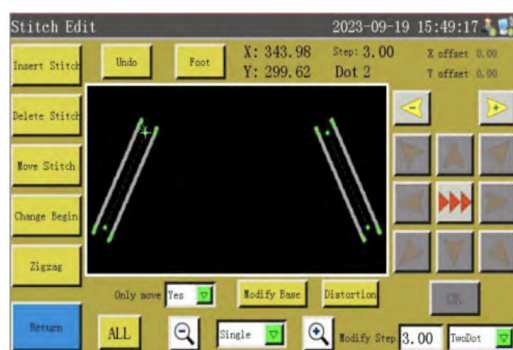 Stitch Edit 2023-09-19 15:49:17
Insert Stitch Undo Foot X: 343.98 Step: 3.00 X offset 0.00
Y: 299.62 Dot 2 Y offset 0.00
Delete Stitch
Move Stitch
Change Begin
Zigzag
Only move Yes Modify Base Distortion OK
Return ALL Single Modify Step 3.00 TwoDot